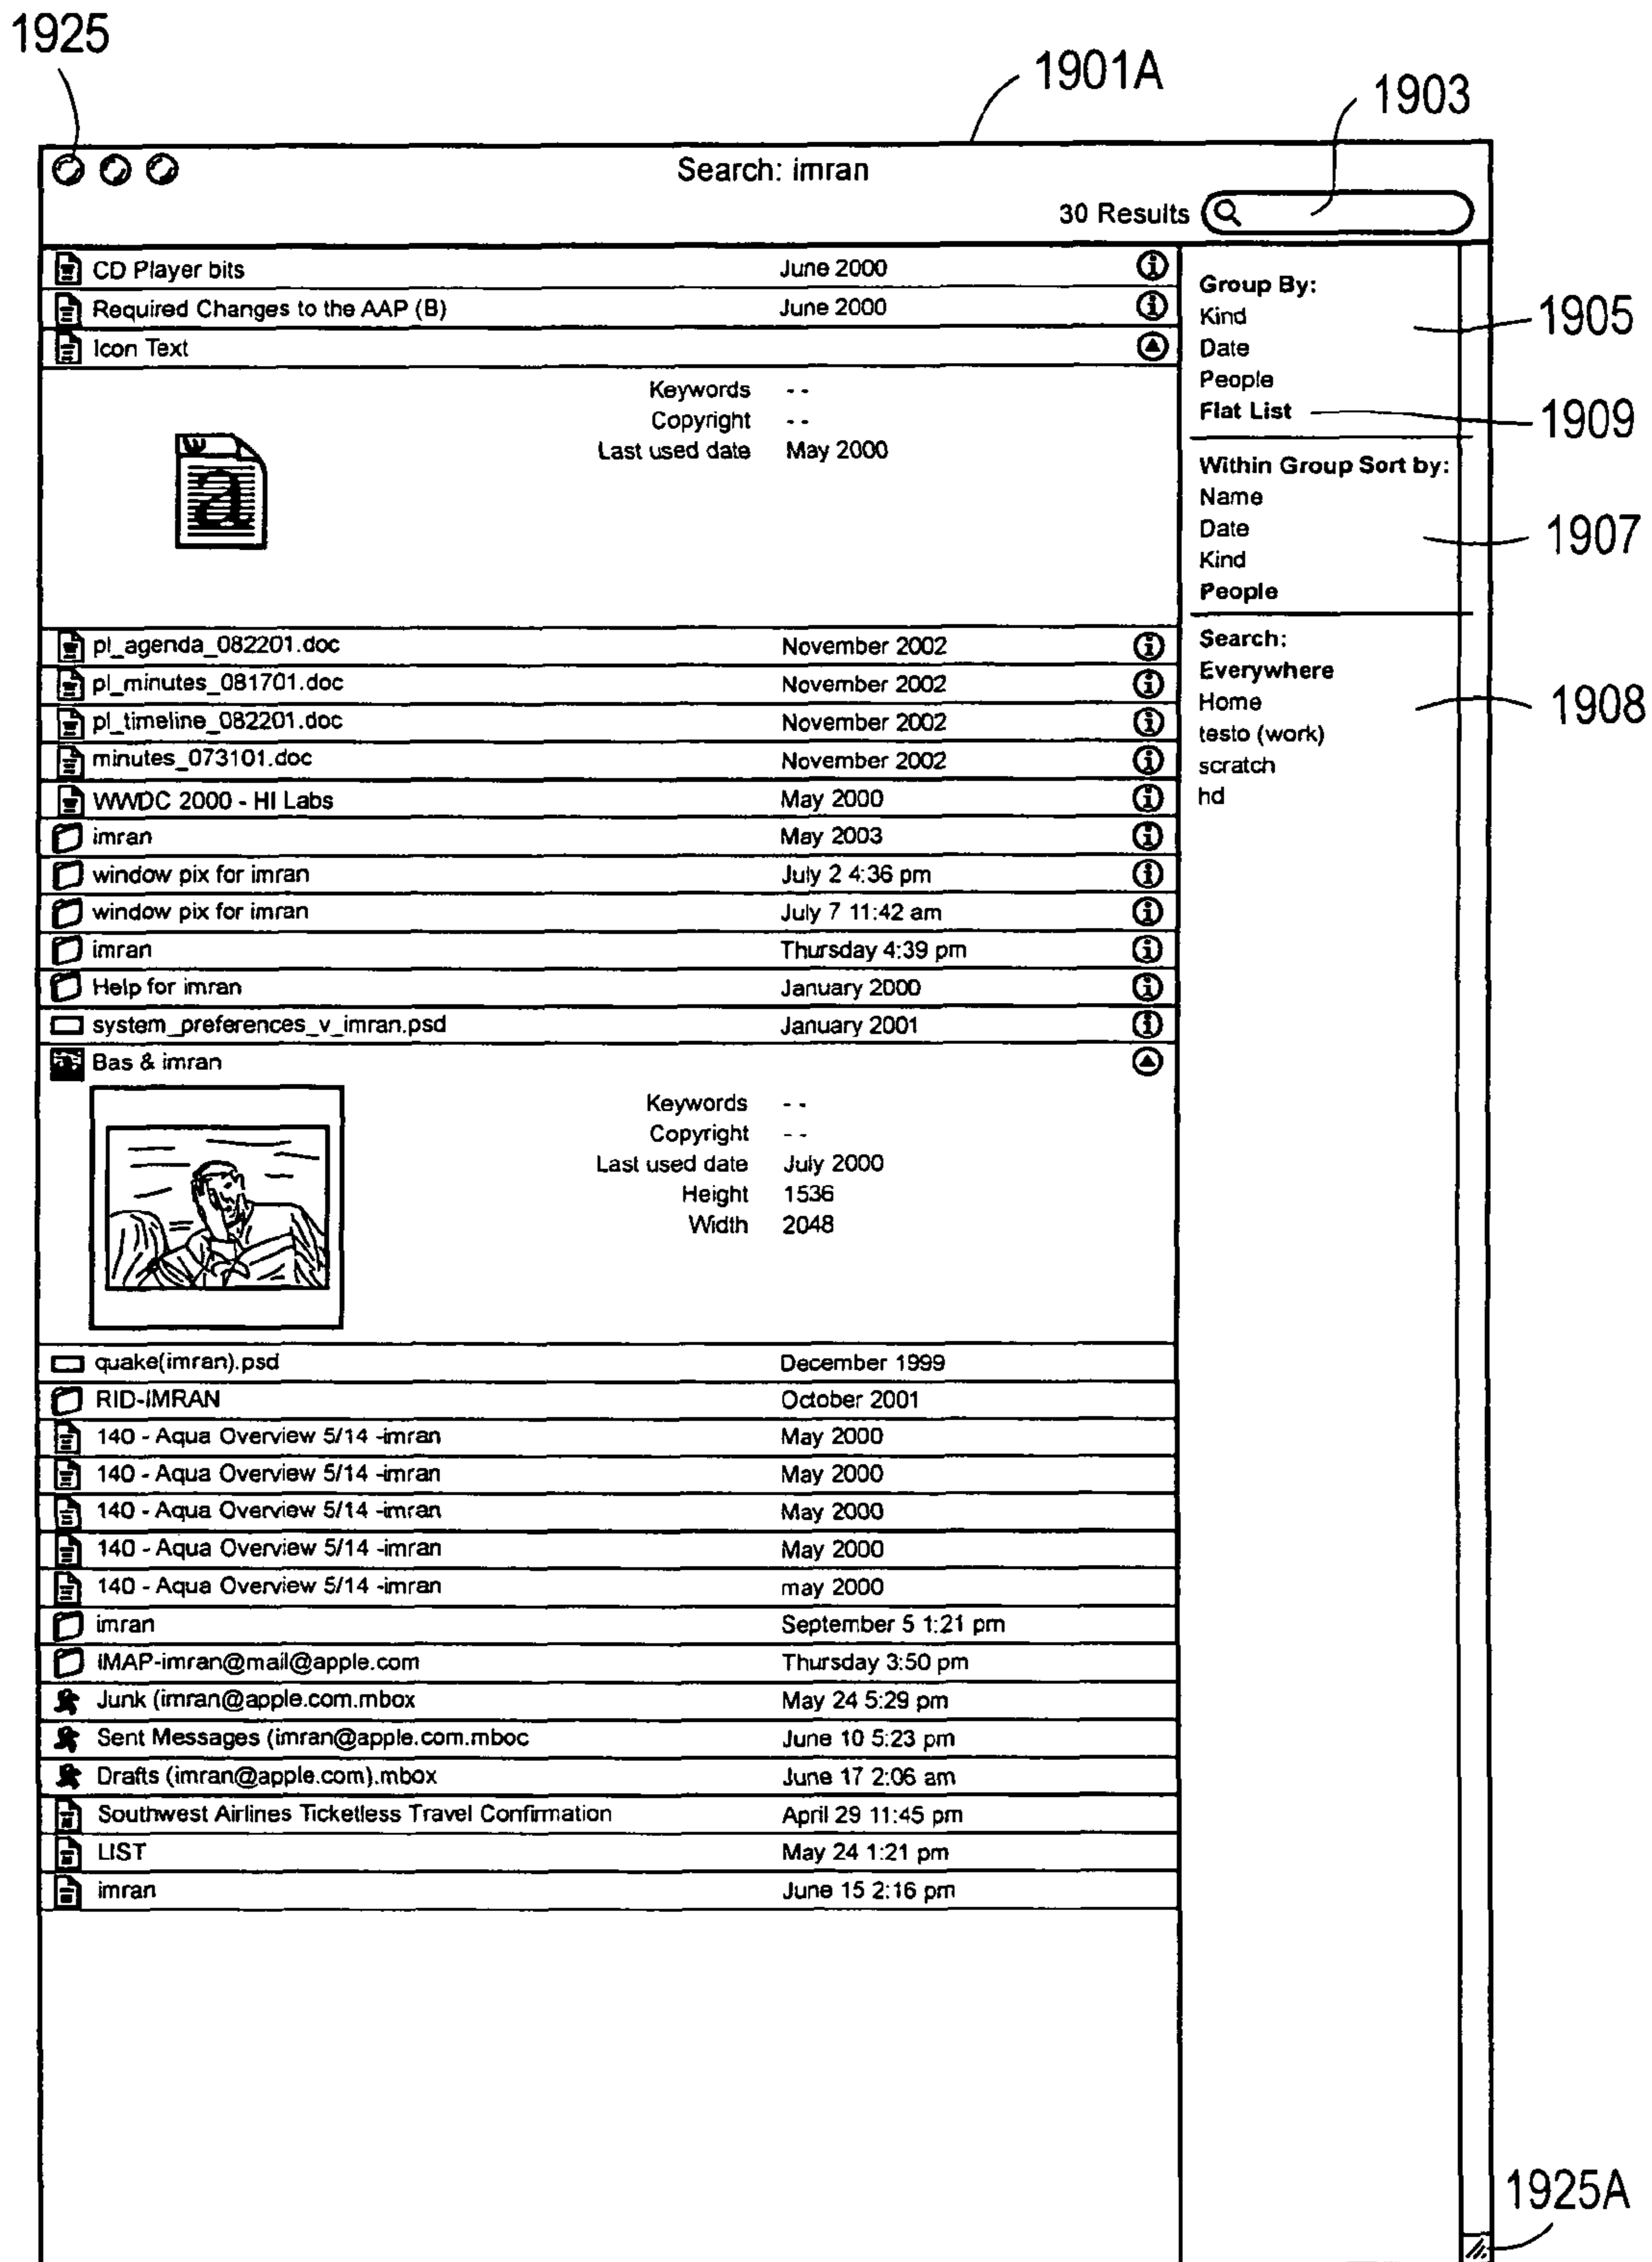 1925
1901A
1903
Search: imran
30 Results
CD Player bits June 2000
Required Changes to the AAP (B) June 2000
Icon Text
Keywords --
Copyright --
Last used date May 2000
a
pl_agenda_082201.doc November 2002
pl_minutes_081701.doc November 2002
pl_timeline_082201.doc November 2002
minutes_073101.doc November 2002
WWDC 2000 - HI Labs May 2000
imran May 2003
window pix for imran July 2 4:36 pm
window pix for imran July 7 11:42 am
imran Thursday 4:39 pm
Help for imran January 2000
system_preferences_v_imran.psd January 2001
Bas & imran
Keywords --
Copyright --
Last used date July 2000
Height 1536
Width 2048
quake(imran).psd December 1999
RID-IMRAN October 2001
140 - Aqua Overview 5/14 -imran May 2000
140 - Aqua Overview 5/14 -imran May 2000
140 - Aqua Overview 5/14 -imran May 2000
140 - Aqua Overview 5/14 -imran May 2000
140 - Aqua Overview 5/14 -imran may 2000
imran September 5 1:21 pm
IMAP-imran@mail@apple.com Thursday 3:50 pm
Junk (imran@apple.com.mbox May 24 5:29 pm
Sent Messages (imran@apple.com.mboc June 10 5:23 pm
Drafts (imran@apple.com).mbox June 17 2:06 am
Southwest Airlines Ticketless Travel Confirmation April 29 11:45 pm
LIST May 24 1:21 pm
imran June 15 2:16 pm
Group By:
Kind
Date
People
Flat List
Within Group Sort by:
Name
Date
Kind
People
Search:
Everywhere
Home
testo (work)
scratch
hd
1905
1909
1907
1908
1925A